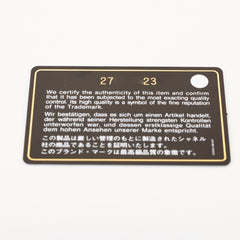 27 23
We certify the authenticity of this item and confirm
that it has been subjected to the most exacting quality
control. Its high quality is a symbol of the fine reputation
of the Trademark.
Wir bestätigen, dass es sich um einen Artikel handelt,
der während seiner Herstellung strengsten Kontrollen
unterworfen war, und dessen erstklassige Qualität
dem hohen Ansehen unserer Marke entspricht.
この製品は厳しい管理のもとに製造されたシャネル
社の商品であることを証明いたします。
このブランド・マークは最高級品質の象徴です。